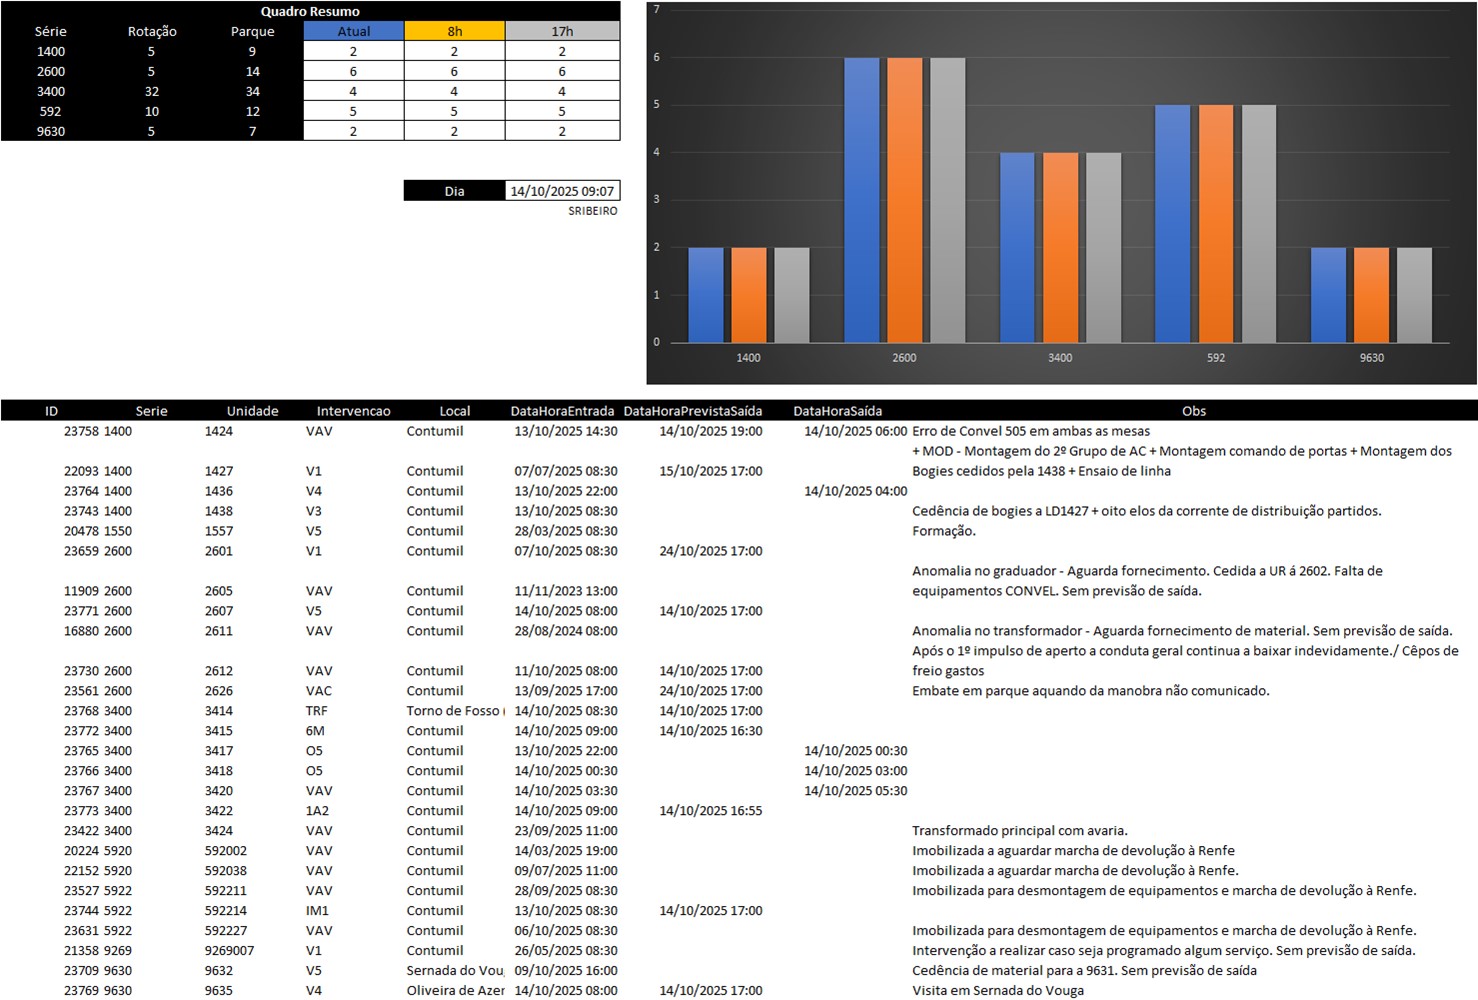 Quadro Resumo
Série Rotação Parque Atual 8h 17h
1400 5 9 2 2 2
2600 5 14 6 6 6
3400 32 34 4 4 4
592 10 12 5 5 5
9630 5 7 2 2 2
Dia 14/10/2025 09:07
SRIBEIRO
7
6
5
4
3
2
1
0
1400 2600 3400 592 9630
ID Serie Unidade Intervencao Local DataHoraEntrada DataHoraPrevistaSaída DataHoraSaída Obs
23758 1400 1424 VAV Contumil 13/10/2025 14:30 14/10/2025 19:00 14/10/2025 06:00 Erro de Convel 505 em ambas as mesas
+ MOD - Montagem do 2º Grupo de AC + Montagem comando de portas + Montagem dos
22093 1400 1427 V1 Contumil 07/07/2025 08:30 15/10/2025 17:00 Bogies cedidos pela 1438 + Ensaio de linha
23764 1400 1436 V4 Contumil 13/10/2025 22:00 14/10/2025 04:00
23743 1400 1438 V3 Contumil 13/10/2025 08:30 Cedência de bogies a LD1427 + oito elos da corrente de distribuição partidos.
20478 1550 1557 V5 Contumil 28/03/2025 08:30 Formação.
23659 2600 2601 V1 Contumil 07/10/2025 08:30 24/10/2025 17:00
Anomalia no graduador - Aguarda fornecimento. Cedida a UR á 2602. Falta de
11909 2600 2605 VAV Contumil 11/11/2023 13:00 equipamentos CONVEL. Sem previsão de saída.
23771 2600 2607 V5 Contumil 14/10/2025 08:00 14/10/2025 17:00
16880 2600 2611 VAV Contumil 28/08/2024 08:00 Anomalia no transformador - Aguarda fornecimento de material. Sem previsão de saída.
Após o 1º impulso de aperto a conduta geral continua a baixar indevidamente./ Cêpos de
23730 2600 2612 VAV Contumil 11/10/2025 08:00 14/10/2025 17:00 freio gastos
23561 2600 2626 VAC Contumil 13/09/2025 17:00 24/10/2025 17:00 Embate em parque aquando da manobra não comunicado.
23768 3400 3414 TRF Torno de Fosso ( 14/10/2025 08:30 14/10/2025 17:00
23772 3400 3415 6M Contumil 14/10/2025 09:00 14/10/2025 16:30
23765 3400 3417 O5 Contumil 13/10/2025 22:00 14/10/2025 00:30
23766 3400 3418 O5 Contumil 14/10/2025 00:30 14/10/2025 03:00
23767 3400 3420 VAV Contumil 14/10/2025 03:30 14/10/2025 05:30
23773 3400 3422 1A2 Contumil 14/10/2025 09:00 14/10/2025 16:55
23422 3400 3424 VAV Contumil 23/09/2025 11:00 Transformado principal com avaria.
20224 5920 592002 VAV Contumil 14/03/2025 19:00 Imobilizada a aguardar marcha de devolução à Renfe
22152 5920 592038 VAV Contumil 09/07/2025 11:00 Imobilizada a aguardar marcha de devolução à Renfe.
23527 5922 592211 VAV Contumil 28/09/2025 08:30 Imobilizada para desmontagem de equipamentos e marcha de devolução à Renfe.
23744 5922 592214 IM1 Contumil 13/10/2025 08:30 14/10/2025 17:00
23631 5922 592227 VAV Contumil 06/10/2025 08:30 Imobilizada para desmontagem de equipamentos e marcha de devolução à Renfe.
21358 9269 9269007 V1 Contumil 26/05/2025 08:30 Intervenção a realizar caso seja programado algum serviço. Sem previsão de saída.
23709 9630 9632 V5 Sernada do Voug 09/10/2025 16:00 Cedência de material para a 9631. Sem previsão de saída
23769 9630 9635 V4 Oliveira de Azer 14/10/2025 08:00 14/10/2025 17:00 Visita em Sernada do Vouga